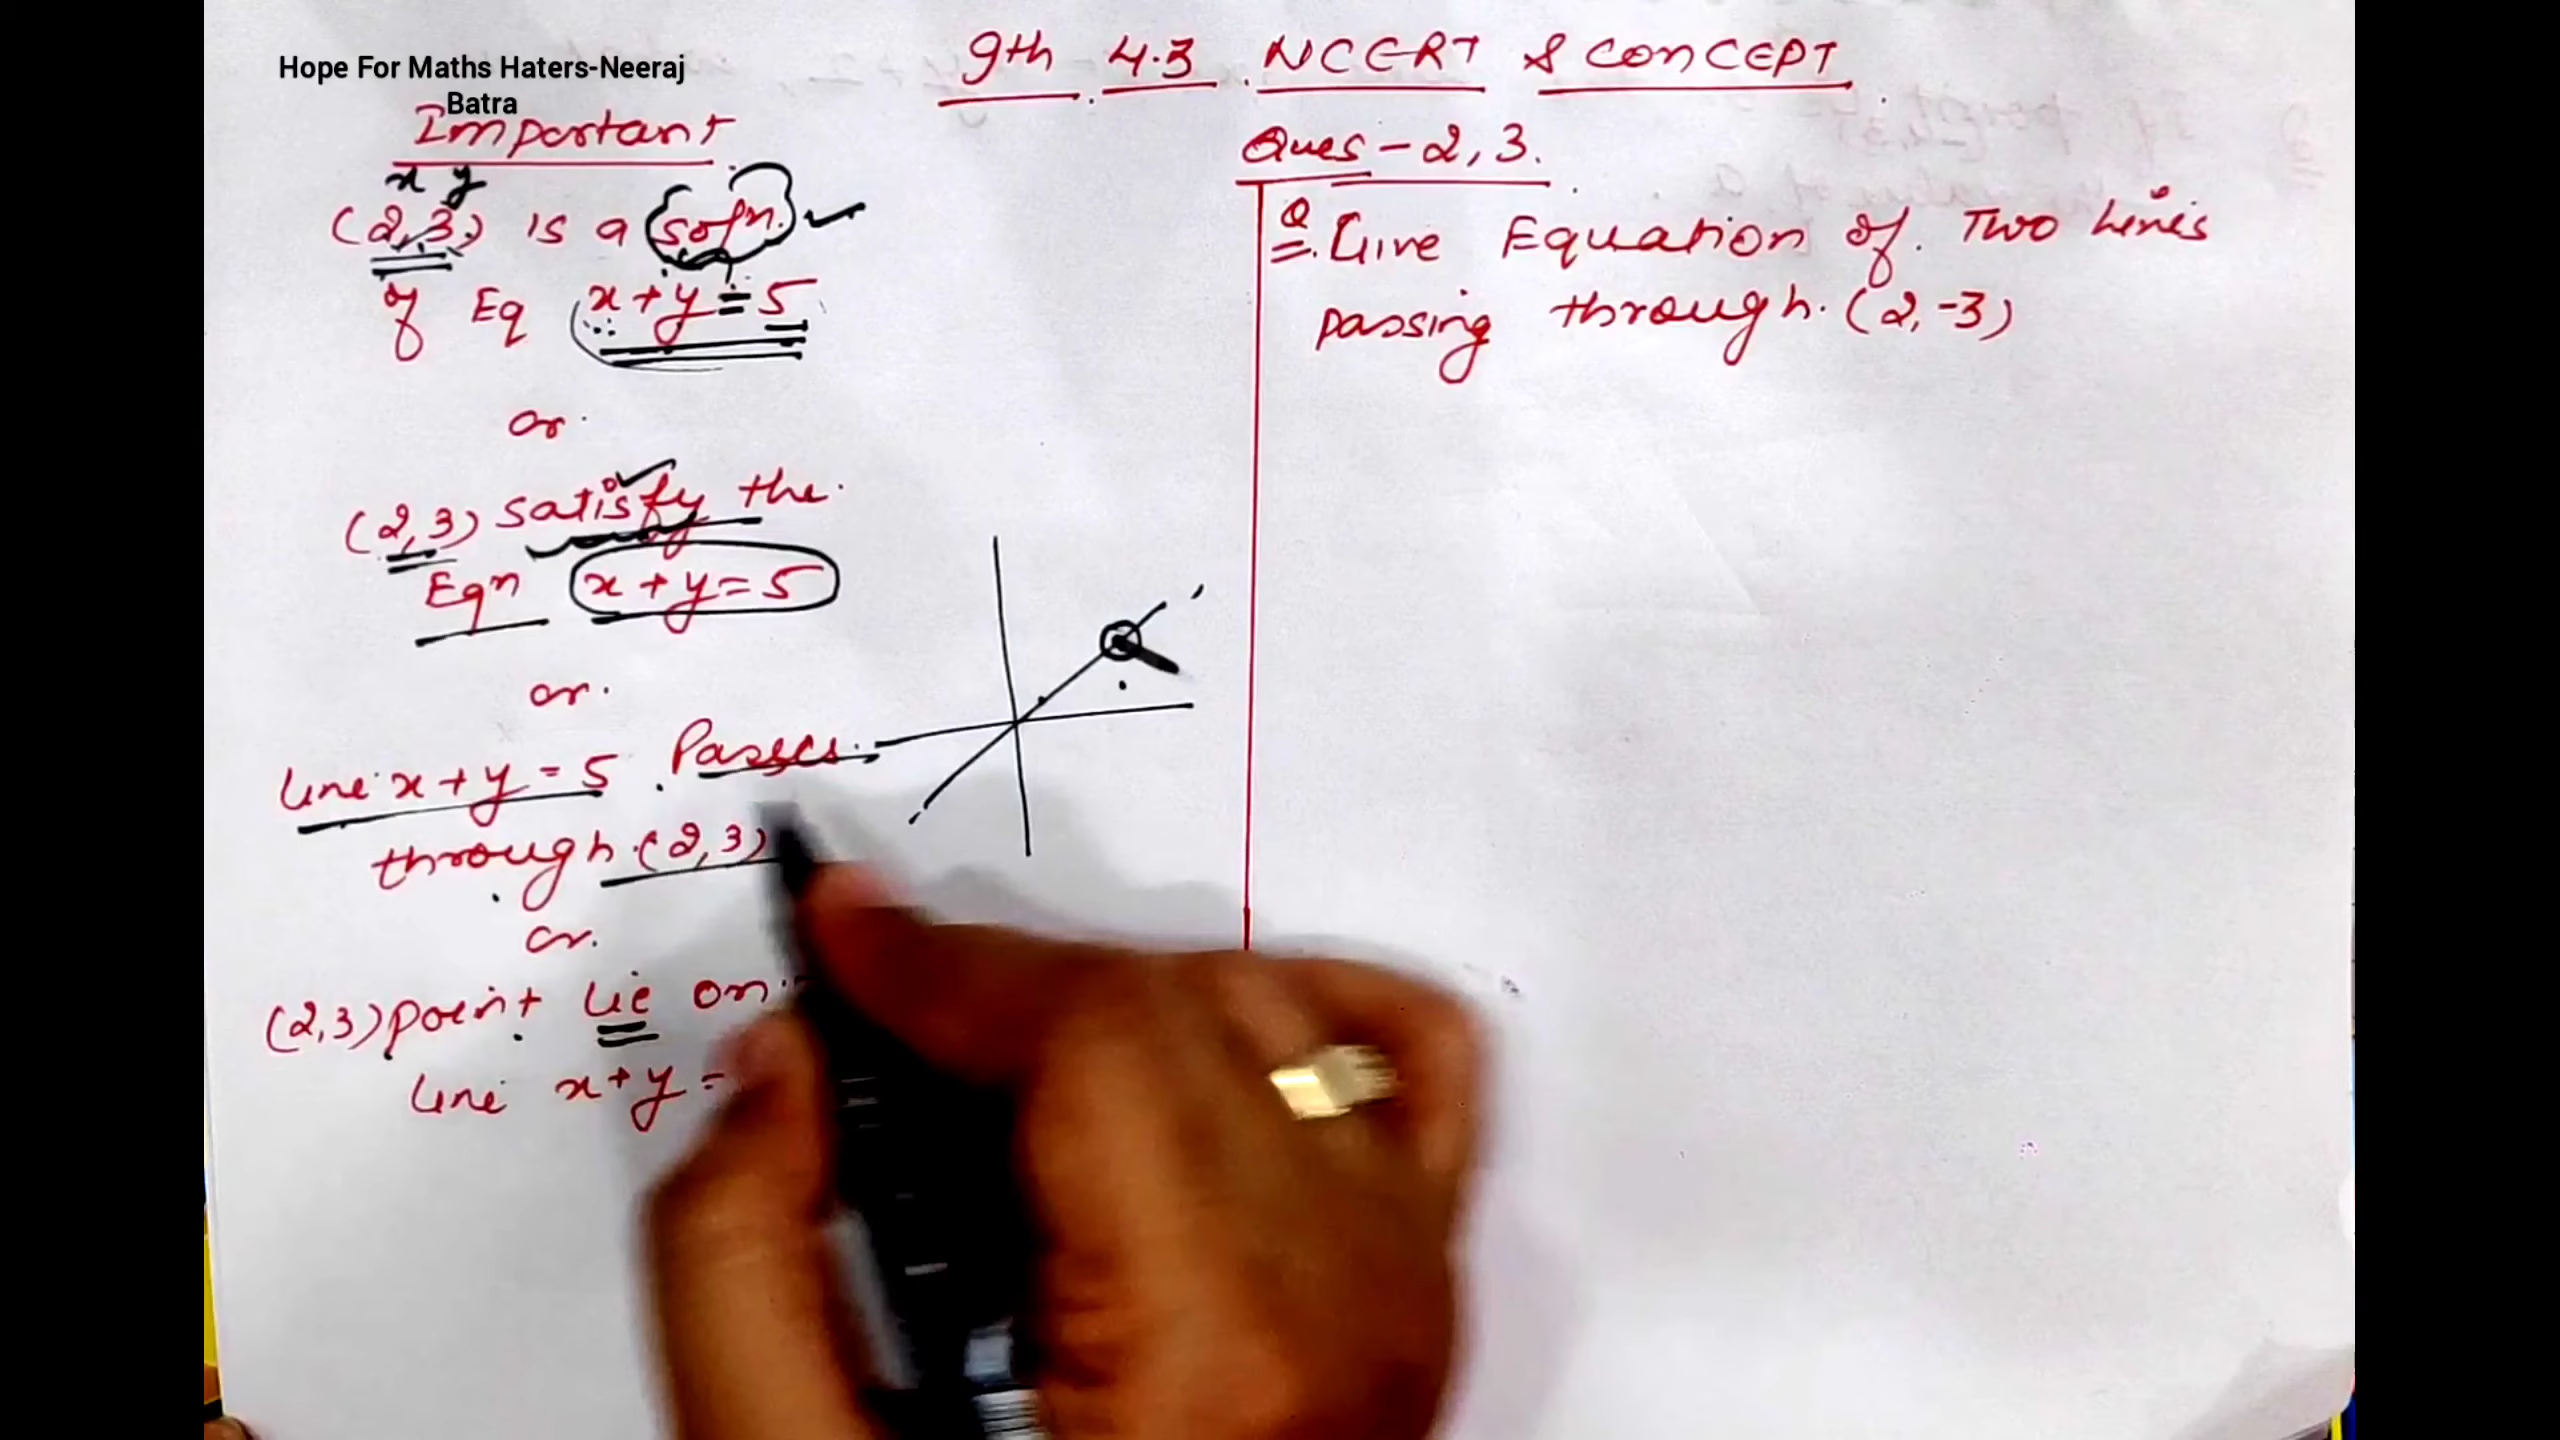 Hope For Maths Haters-Neeraj
Batra
9th 4.3 NCERT & CONCEPT
Important
x y
(2,3) is a soln.
of Eq x+y=5
or
(2,3) satisfy the
Eqn x+y=5
or
Line x+y=5 Passes
through (2,3)
or
(2,3) point lie on
line x+y=
Ques-2,3.
Q Give Equation of Two lines
passing through (2,-3)